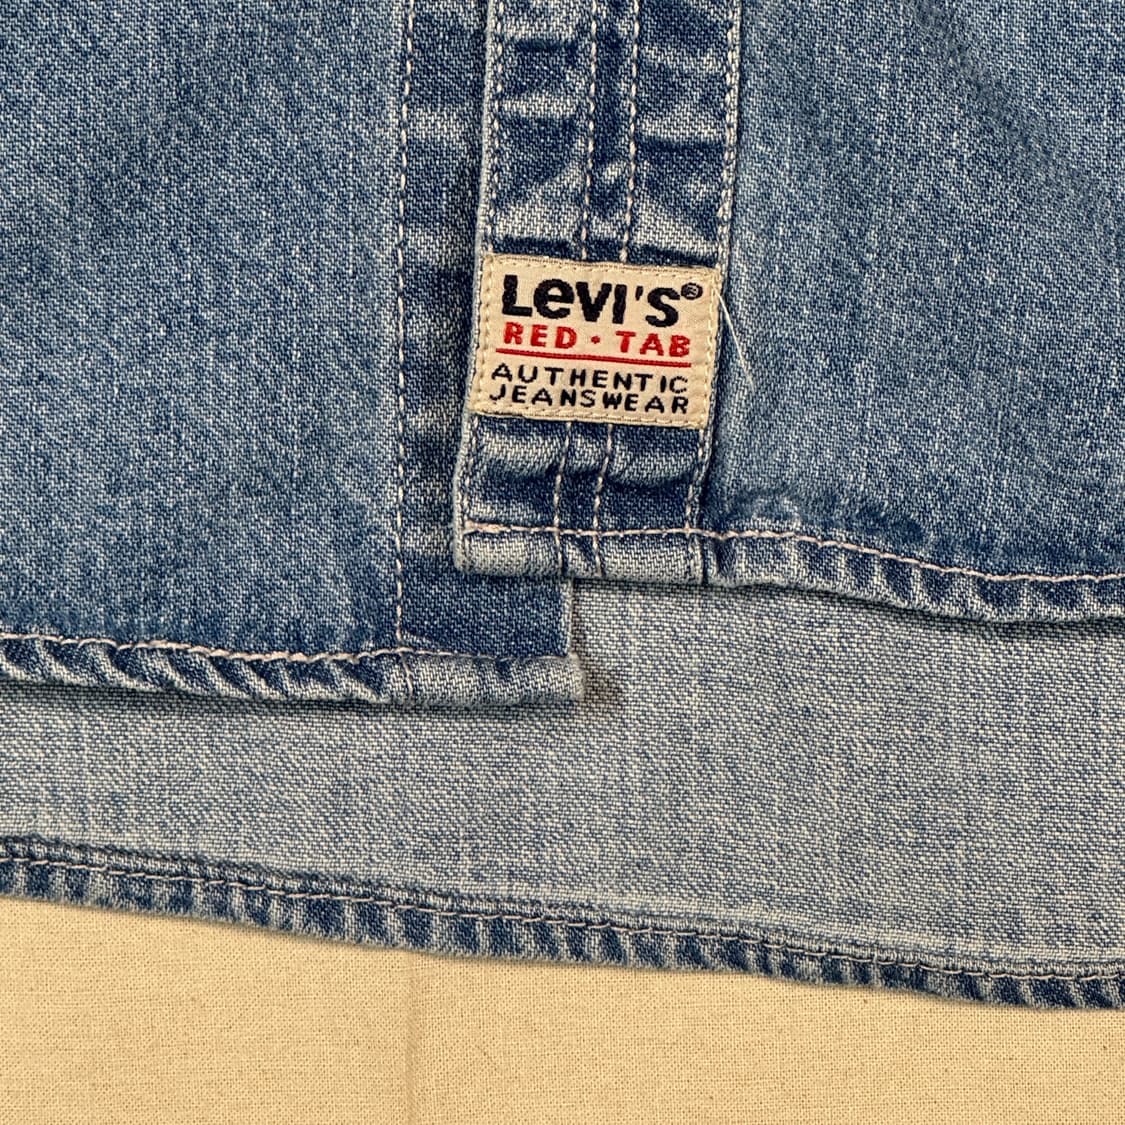 Levi's®
RED · TAB
AUTHENTIC
JEANSWEAR